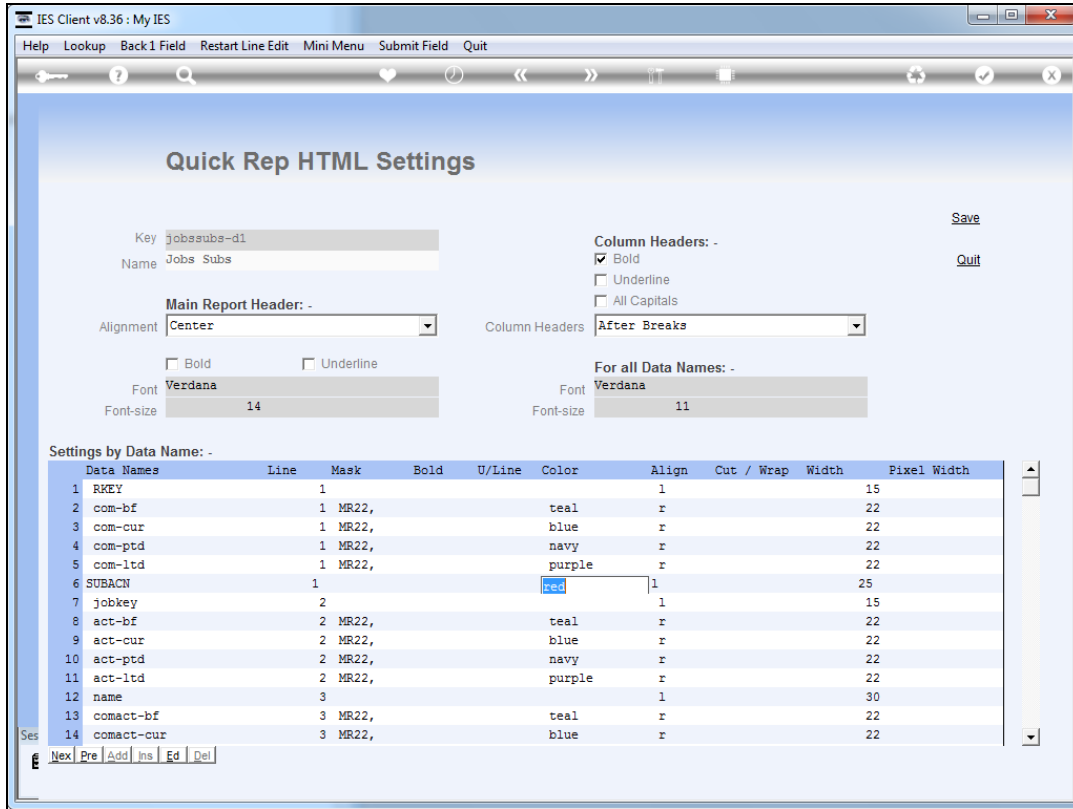 IES Client v8.36 : My IES
Help Lookup Back 1 Field Restart Line Edit Mini Menu Submit Field Quit
Quick Rep HTML Settings
Save
Key jobssubs-d1
Column Headers: -
Name Jobs Subs
Bold
Quit
Underline
Main Report Header: -
All Capitals
Alignment Center
Column Headers After Breaks
Bold Underline
For all Data Names: -
Font Verdana
Font Verdana
Font-size 14
Font-size 11
Settings by Data Name: -
Data Names Line Mask Bold U/Line Color Align Cut / Wrap Width Pixel Width
1 RKEY 1 l 15
2 com-bf 1 MR22, teal r 22
3 com-cur 1 MR22, blue r 22
4 com-ptd 1 MR22, navy r 22
5 com-ltd 1 MR22, purple r 22
6 SUBACN 1 red l 25
7 jobkey 2 l 15
8 act-bf 2 MR22, teal r 22
9 act-cur 2 MR22, blue r 22
10 act-ptd 2 MR22, navy r 22
11 act-ltd 2 MR22, purple r 22
12 name 3 l 30
13 comact-bf 3 MR22, teal r 22
14 comact-cur 3 MR22, blue r 22
Ses
Nex Pre Add Ins Ed Del